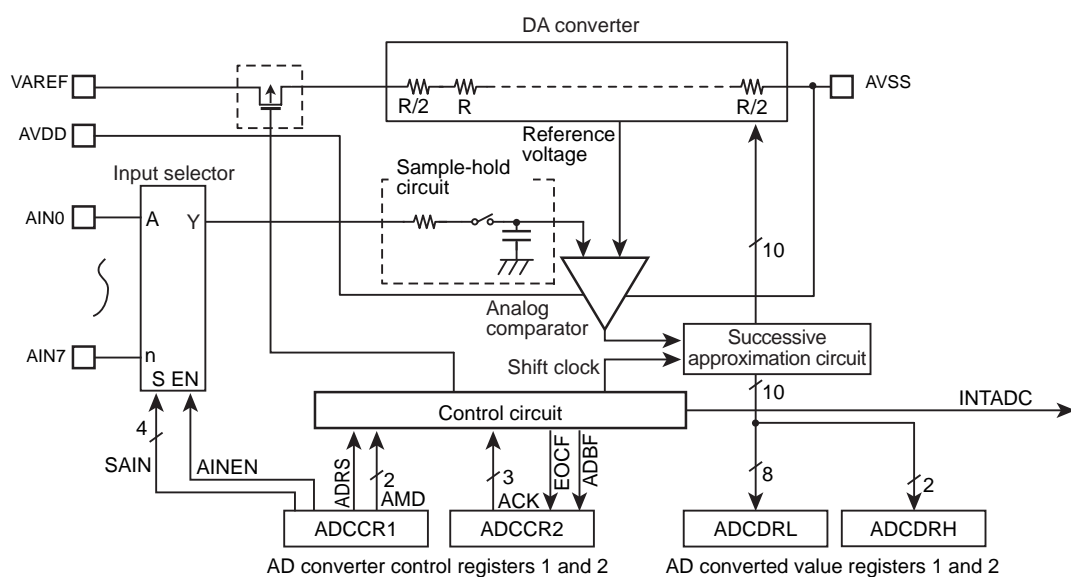 DA converter
VAREF
AVSS
R/2
R
R/2
AVDD
Reference
voltage
Input selector
Sample-hold
circuit
AIN0
A
Y
10
Analog
comparator
Successive
approximation circuit
AIN7
n
Shift clock
S EN
10
INTADC
Control circuit
4
SAIN
AINEN
ADRS
2
AMD
3
ACK
EOCF
ADBF
8
2
ADCCR1
ADCCR2
ADCDRL
ADCDRH
AD converter control registers 1 and 2
AD converted value registers 1 and 2